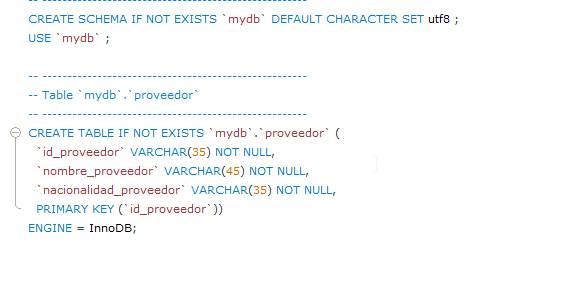 -- -----------------------------------------------------
CREATE SCHEMA IF NOT EXISTS `mydb` DEFAULT CHARACTER SET utf8 ;
USE `mydb` ;
-- -----------------------------------------------------
-- Table `mydb`.`proveedor`
-- -----------------------------------------------------
CREATE TABLE IF NOT EXISTS `mydb`.`proveedor` (
`id_proveedor` VARCHAR(35) NOT NULL,
`nombre_proveedor` VARCHAR(45) NOT NULL,
`nacionalidad_proveedor` VARCHAR(35) NOT NULL,
PRIMARY KEY (`id_proveedor`))
ENGINE = InnoDB;